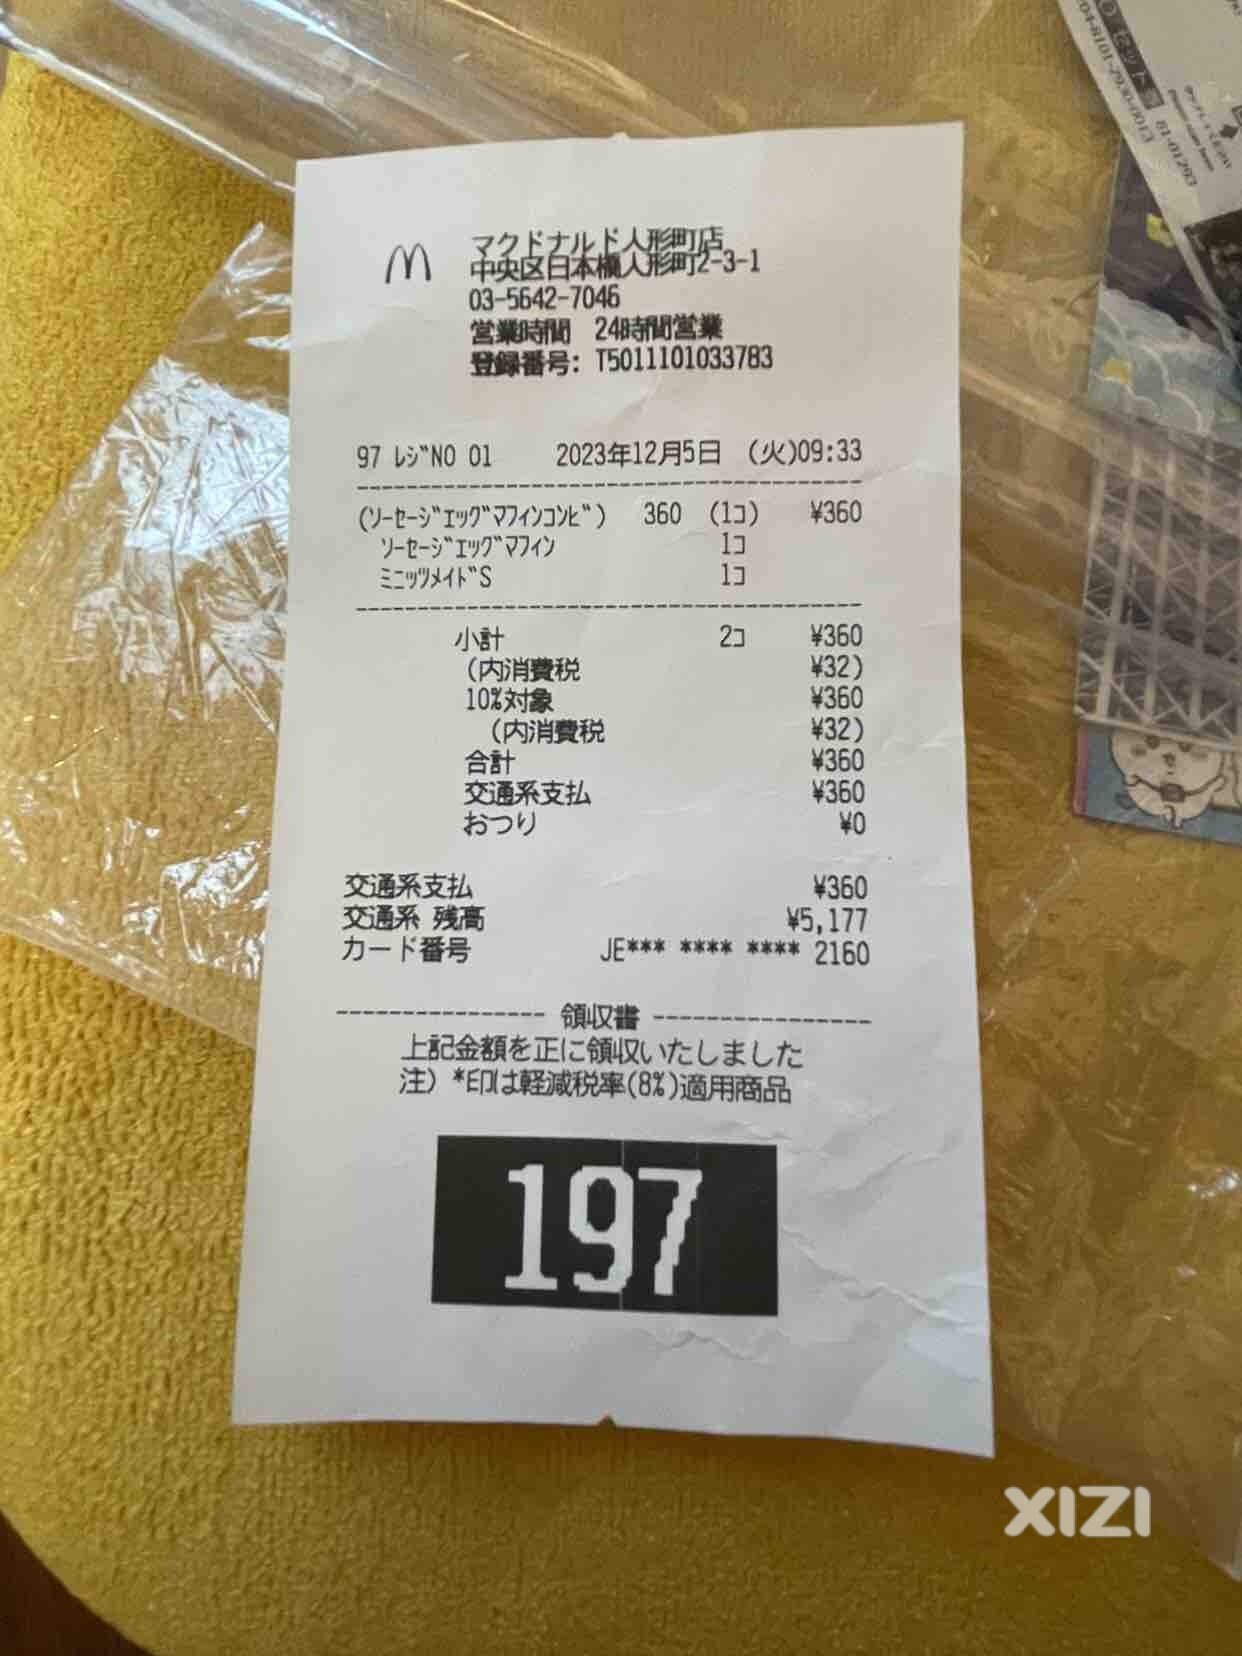 マクドナルド人形町店
中央区日本橋人形町2-3-1
03-5642-7046
営業時間 24時間営業
登録番号: T5011101033783
97 ﾚｼﾞNO 01 2023年12月5日 (火)09:33
(ｿｰｾｰｼﾞｴｯｸﾞﾏﾌｨﾝｺﾝﾋﾞ) 360 (1コ) ¥360
ｿｰｾｰｼﾞｴｯｸﾞﾏﾌｨﾝ 1コ
ﾐﾆｯﾂﾒｲﾄﾞS 1コ
小計 2コ ¥360
(内消費税 ¥32)
10%対象 ¥360
(内消費税 ¥32)
合計 ¥360
交通系支払 ¥360
おつり ¥0
交通系支払 ¥360
交通系 残高 ¥5,177
カード番号 JE*** **** **** 2160
---------------- 領収書 -----------------
上記金額を正に領収いたしました
注) *印は軽減税率(8%)適用商品
197
セット券
81-01293
XIZI